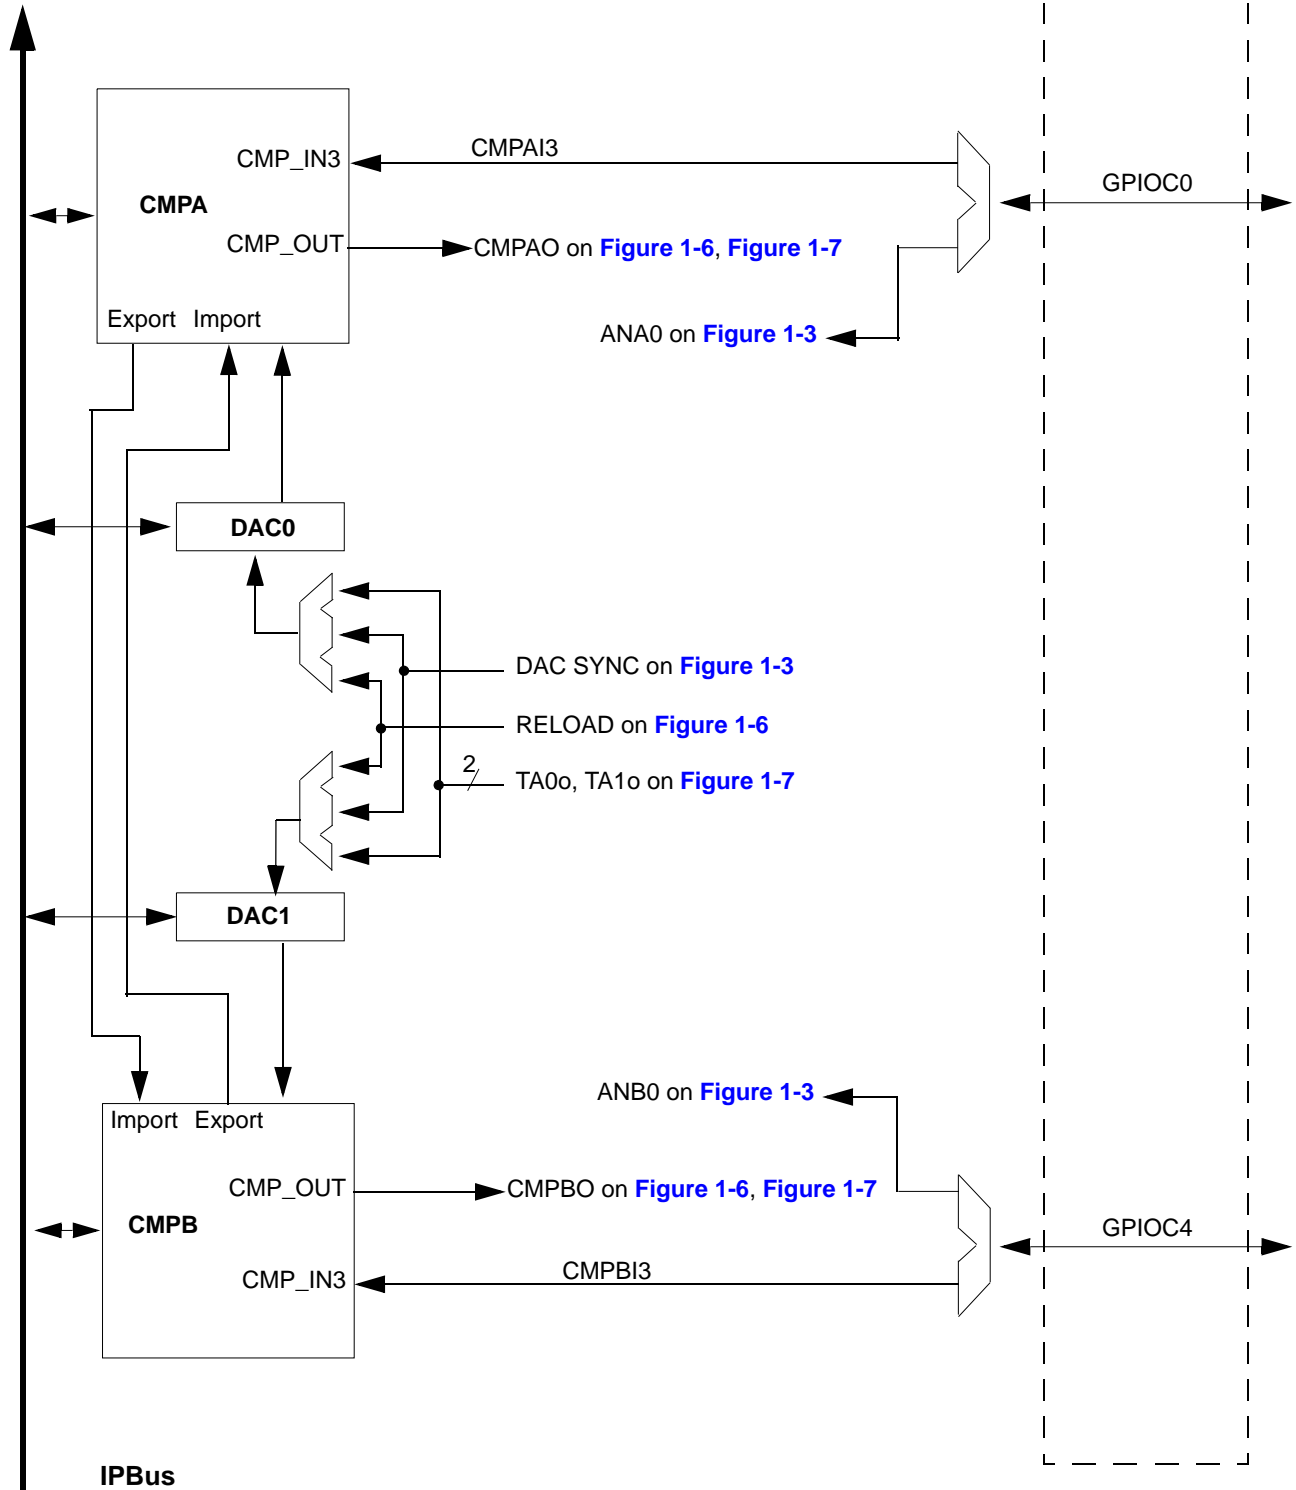 CMP_IN3
CMPAI3
GPIOC0
CMPA
CMP_OUT
CMPAO on Figure 1-6, Figure 1-7
Export Import
ANA0 on Figure 1-3
DAC0
DAC SYNC on Figure 1-3
RELOAD on Figure 1-6
2
TA0o, TA1o on Figure 1-7
DAC1
ANB0 on Figure 1-3
Import Export
CMP_OUT
CMPBO on Figure 1-6, Figure 1-7
CMPB
GPIOC4
CMP_IN3
CMPBI3
IPBus